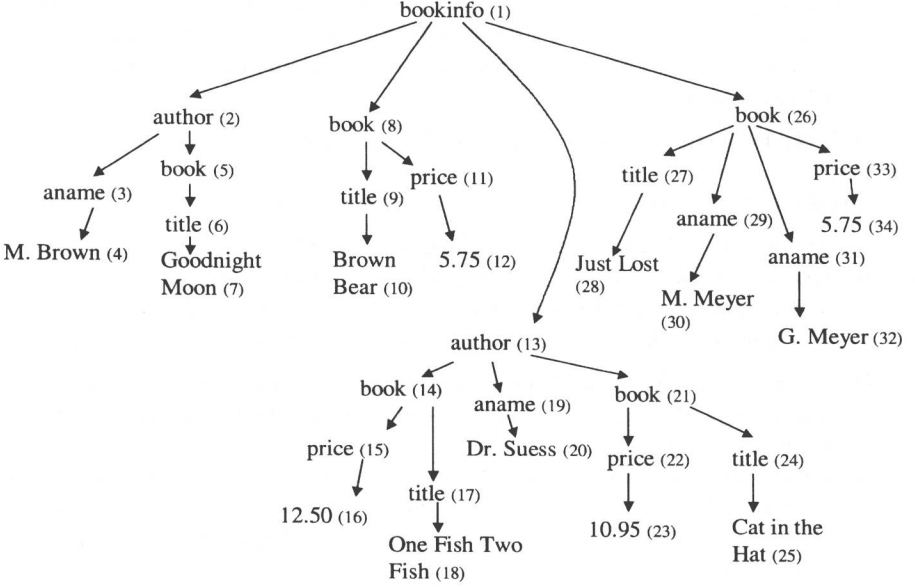 bookinfo (1)
author (2)
book (8)
book (26)
aname (3)
book (5)
title (9)
price (11)
title (27)
price (33)
M. Brown (4)
title (6)
aname (29)
5.75 (34)
Goodnight
Moon (7)
Brown
Bear (10)
5.75 (12)
Just Lost
(28)
aname (31)
M. Meyer
(30)
G. Meyer (32)
author (13)
book (14)
aname (19)
book (21)
price (15)
Dr. Suess (20)
price (22)
title (24)
12.50 (16)
title (17)
10.95 (23)
Cat in the
Hat (25)
One Fish Two
Fish (18)